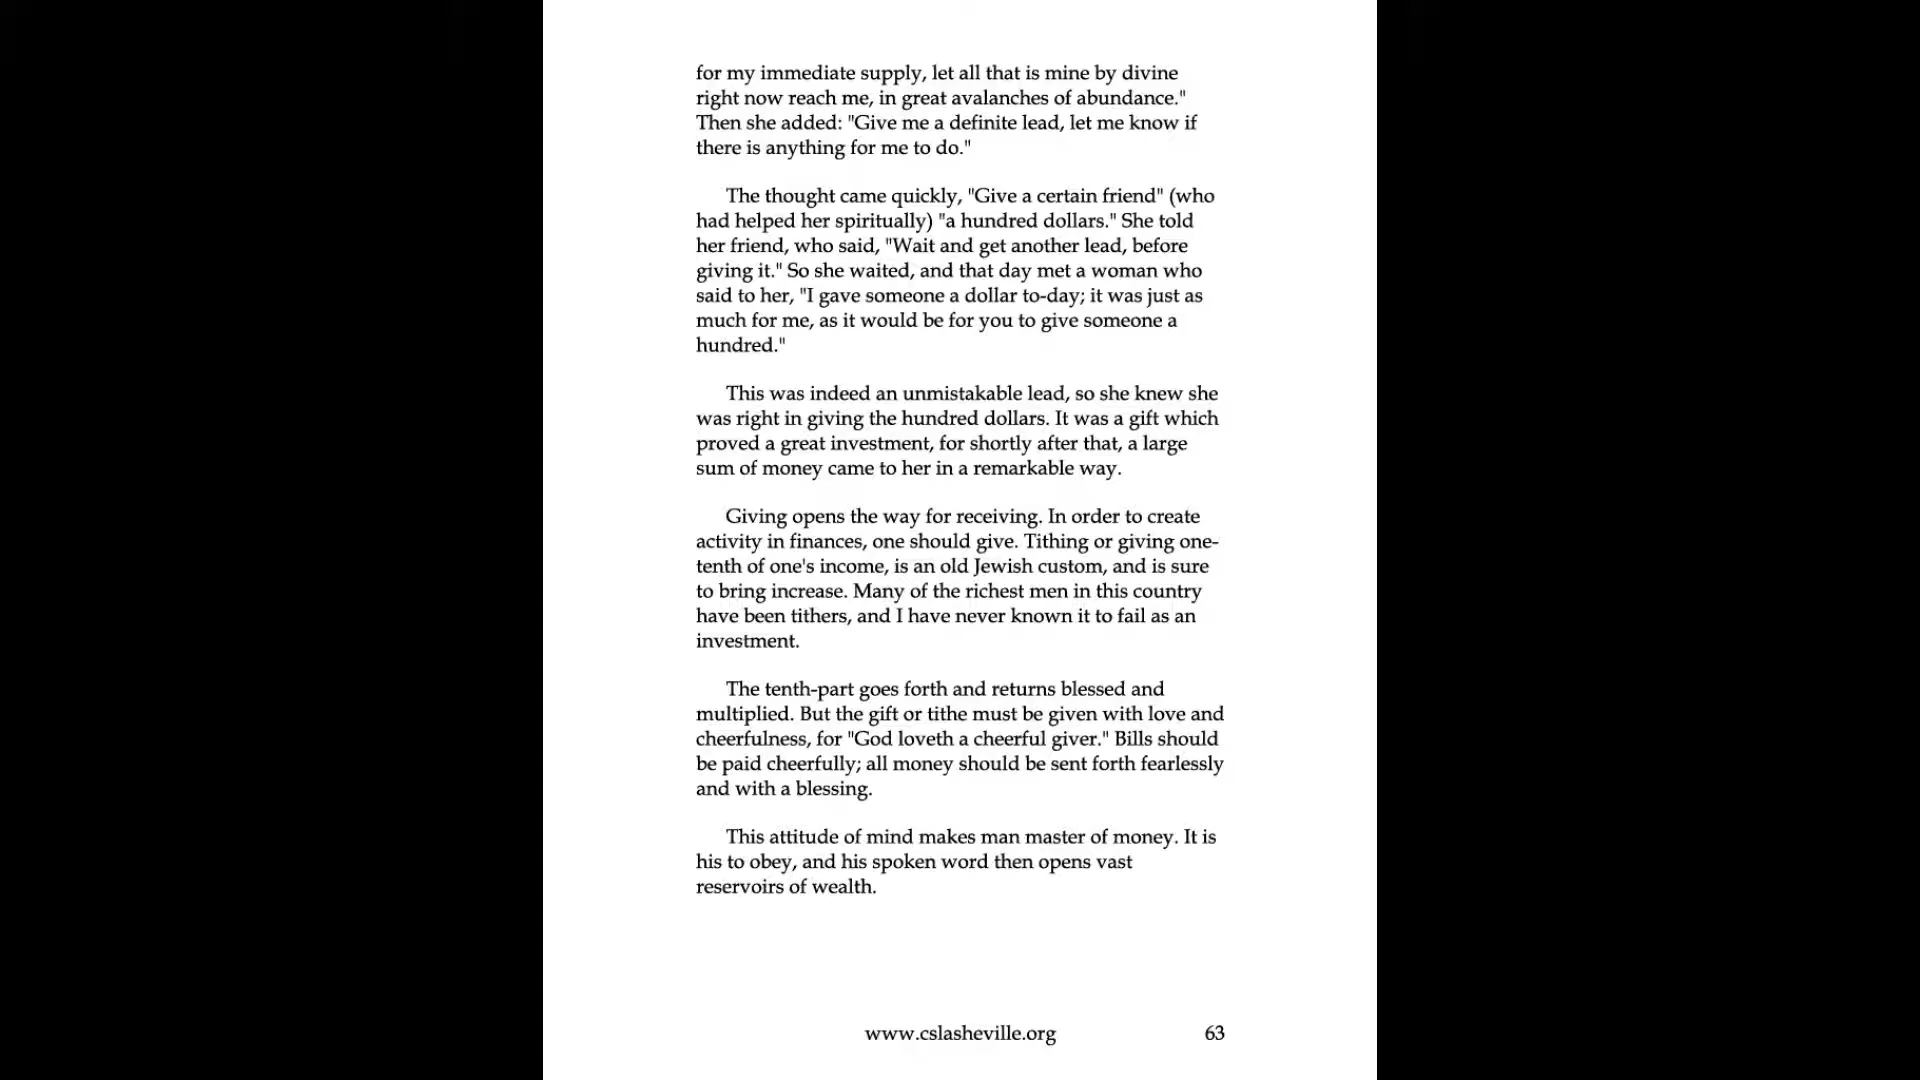 for my immediate supply, let all that is mine by divine
right now reach me, in great avalanches of abundance."
Then she added: "Give me a definite lead, let me know if
there is anything for me to do."
The thought came quickly, "Give a certain friend" (who
had helped her spiritually) "a hundred dollars." She told
her friend, who said, "Wait and get another lead, before
giving it." So she waited, and that day met a woman who
said to her, "I gave someone a dollar to-day; it was just as
much for me, as it would be for you to give someone a
hundred."
This was indeed an unmistakable lead, so she knew she
was right in giving the hundred dollars. It was a gift which
proved a great investment, for shortly after that, a large
sum of money came to her in a remarkable way.
Giving opens the way for receiving. In order to create
activity in finances, one should give. Tithing or giving one-
tenth of one's income, is an old Jewish custom, and is sure
to bring increase. Many of the richest men in this country
have been tithers, and I have never known it to fail as an
investment.
The tenth-part goes forth and returns blessed and
multiplied. But the gift or tithe must be given with love and
cheerfulness, for "God loveth a cheerful giver." Bills should
be paid cheerfully; all money should be sent forth fearlessly
and with a blessing.
This attitude of mind makes man master of money. It is
his to obey, and his spoken word then opens vast
reservoirs of wealth.
www.cslasheville.org 63